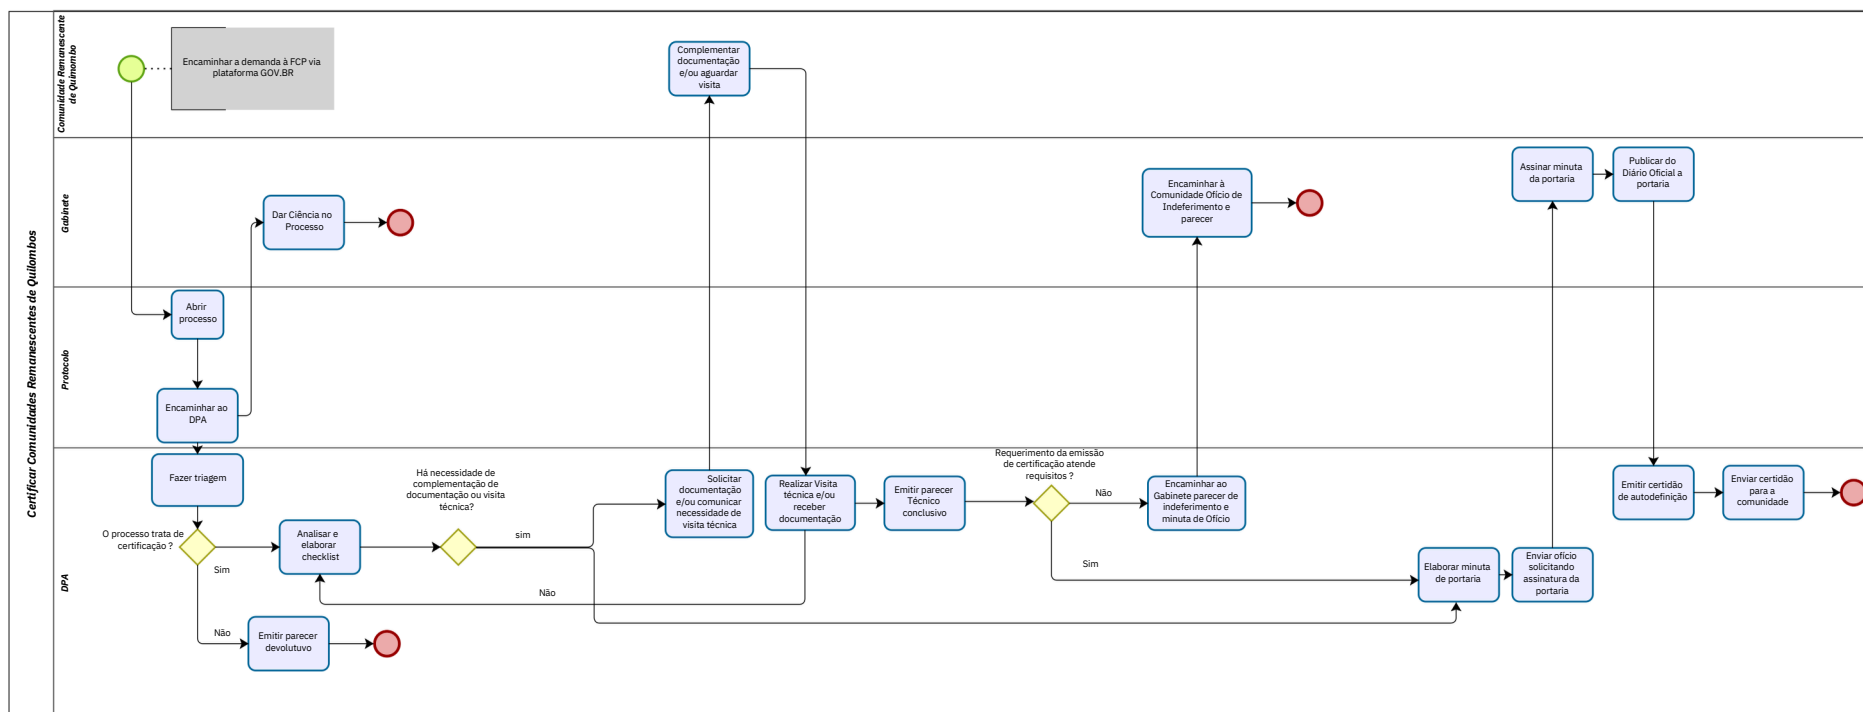 Certificar Comunidades Remanescentes de Quilombos
Comunidade Remanescente
de Quimombo
Encaminhar a demanda à FCP via
plataforma GOV.BR
Complementar
documentação
e/ou aguardar
visita
Gabinete
Dar Ciência no
Processo
Encaminhar à
Comunidade Ofício de
Indeferimento e
parecer
Assinar minuta
da portaria
Publicar do
Diário Oficial a
portaria
Protocolo
Abrir
processo
Encaminhar ao
DPA
DPA
Fazer triagem
O processo trata de
certificação ?
Sim
Não
Analisar e
elaborar
checklist
Emitir parecer
devolutuvo
Há necessidade de
complementação de
documentação ou visita
técnica?
sim
Não
Solicitar
documentação
e/ou comunicar
necessidade de
visita técnica
Realizar Visita
técnica e/ou
receber
documentação
Emitir parecer
Técnico
conclusivo
Requerimento da emissão
de certificação atende
requisitos ?
Não
Sim
Encaminhar ao
Gabinete parecer de
indeferimento e
minuta de Ofício
Elaborar minuta
de portaria
Enviar ofício
solicitando
assinatura da
portaria
Emitir certidão
de autodefinição
Enviar certidão
para a
comunidade